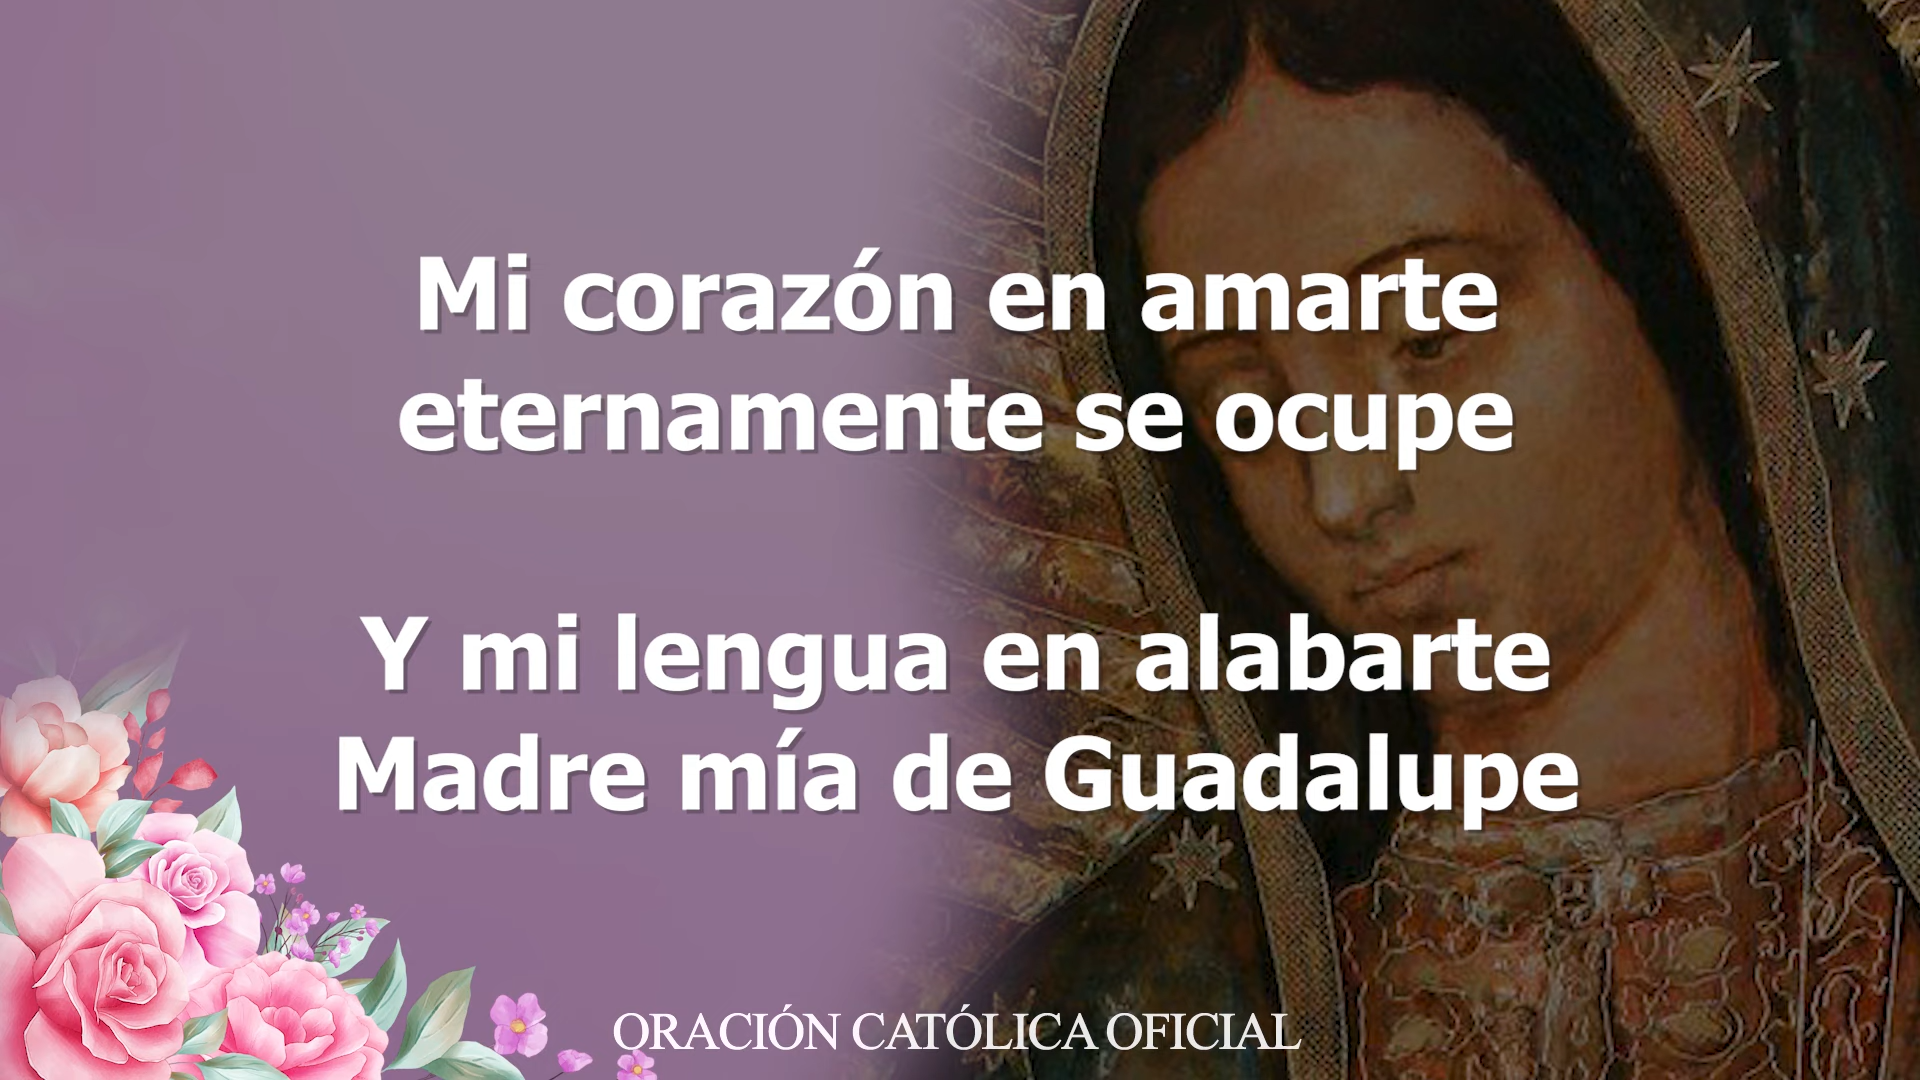 Mi corazón en amarte
eternamente se ocupe
Y mi lengua en alabarte
Madre mía de Guadalupe
ORACIÓN CATÓLICA OFICIAL